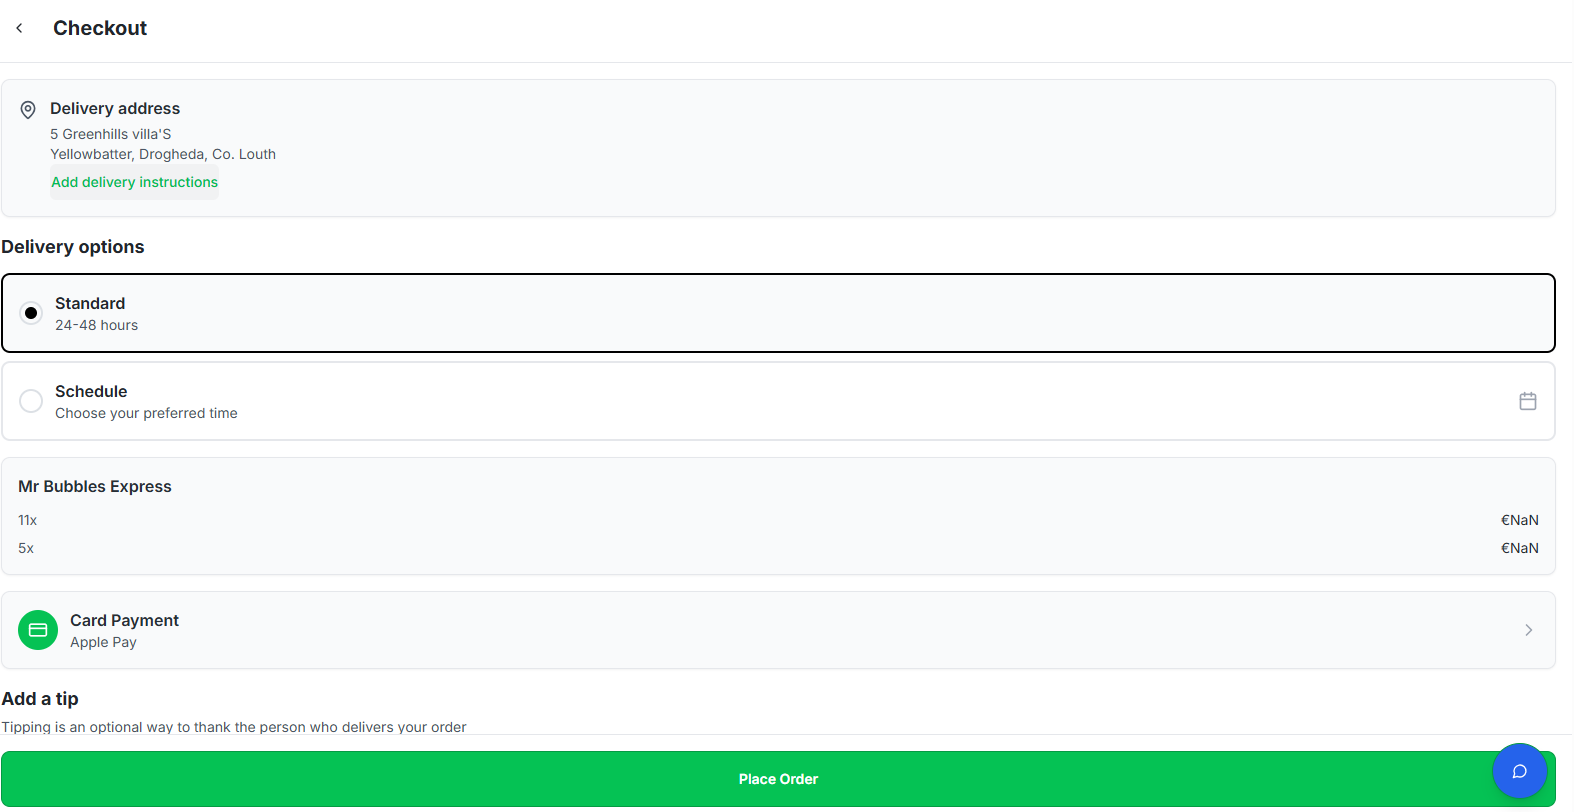 Checkout
Delivery address
5 Greenhills villa'S
Yellowbatter, Drogheda, Co. Louth
Add delivery instructions
Delivery options
Standard
24-48 hours
Schedule
Choose your preferred time
Mr Bubbles Express
11x €NaN
5x €NaN
Card Payment
Apple Pay
Add a tip
Tipping is an optional way to thank the person who delivers your order
Place Order